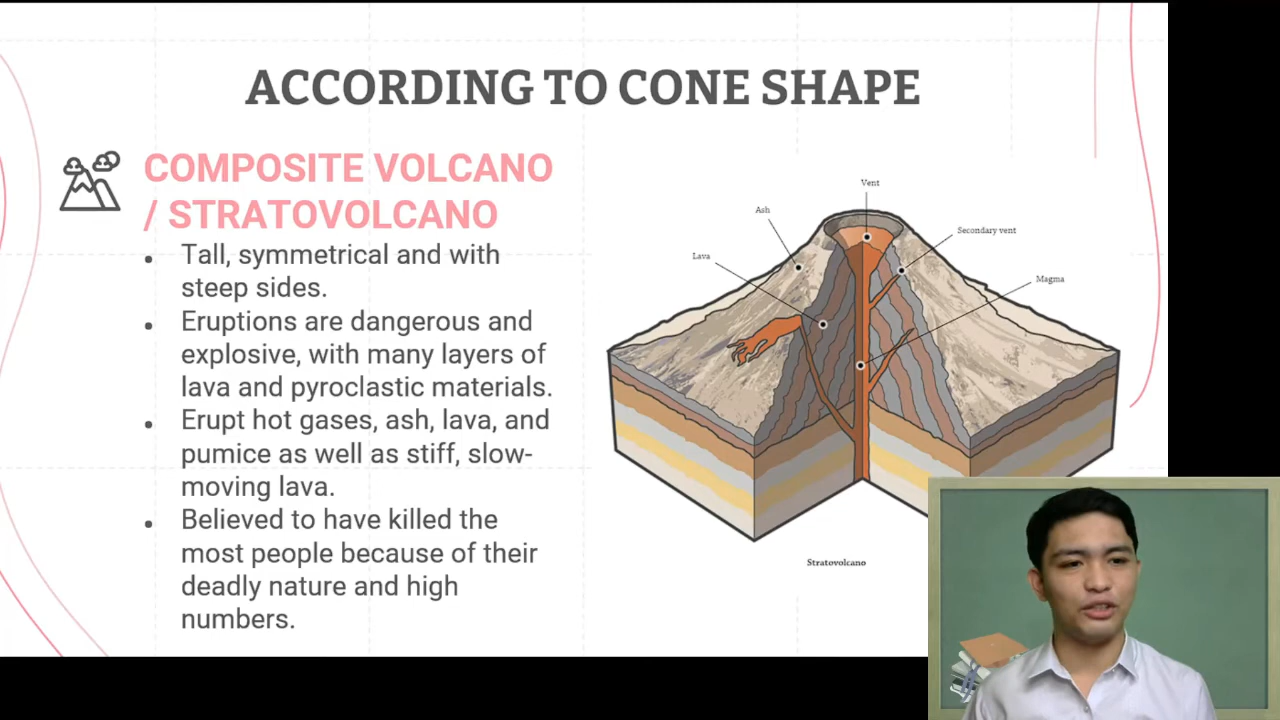 ACCORDING TO CONE SHAPE
COMPOSITE VOLCANO
/ STRATOVOLCANO
• Tall, symmetrical and with
steep sides.
• Eruptions are dangerous and
explosive, with many layers of
lava and pyroclastic materials.
• Erupt hot gases, ash, lava, and
pumice as well as stiff, slow-
moving lava.
• Believed to have killed the
most people because of their
deadly nature and high
numbers.
Vent
Ash
Secondary vent
Lava
Magma
Stratovolcano